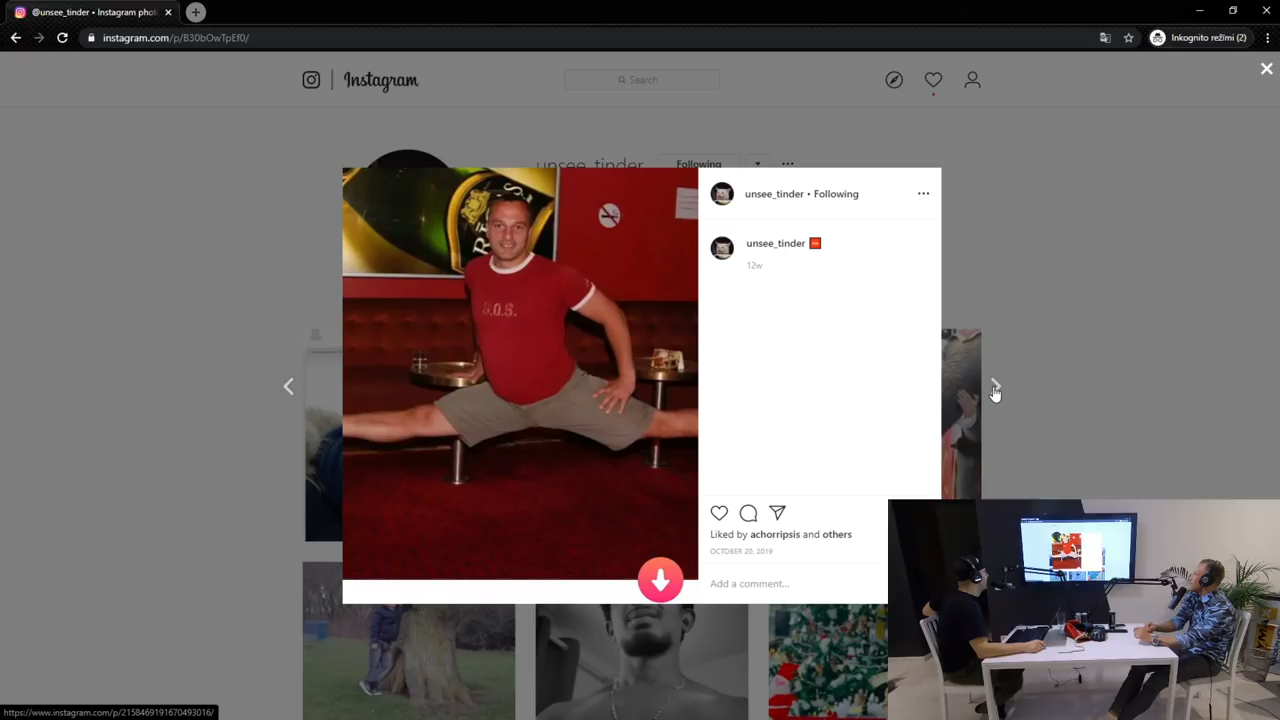 @unsee_tinder • Instagram phot
instagram.com/p/B30bOwTpEf0/
Inkognito režīmi (2)
Instagram
Search
unsee_tinder
Following
unsee_tinder • Following
unsee_tinder
12w
S.O.S.
Liked by achorripsis and others
OCTOBER 20, 2019
Add a comment...
https://www.instagram.com/p/2158469191670493016/